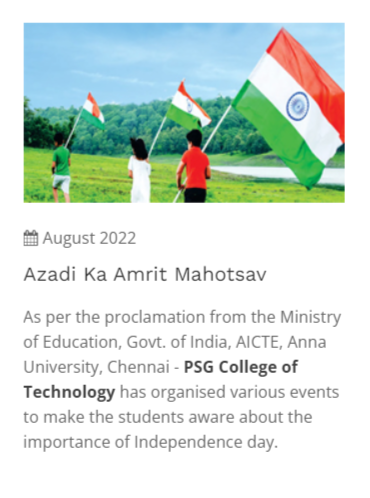 August 2022
Azadi Ka Amrit Mahotsav
As per the proclamation from the Ministry
of Education, Govt. of India, AICTE, Anna
University, Chennai - PSG College of
Technology has organised various events
to make the students aware about the
importance of Independence day.